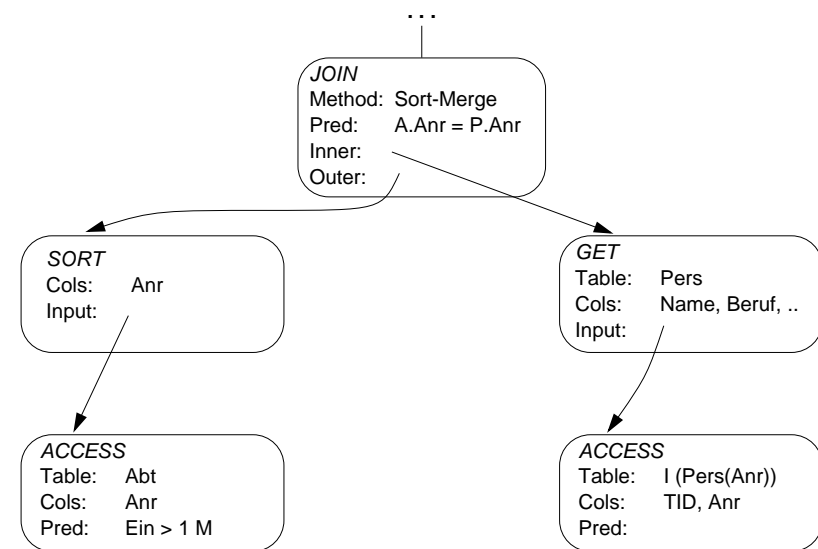 ...
JOIN
Method: Sort-Merge
Pred: A.Anr = P.Anr
Inner:
Outer:
SORT
Cols: Anr
Input:
GET
Table: Pers
Cols: Name, Beruf, ..
Input:
ACCESS
Table: Abt
Cols: Anr
Pred: Ein > 1 M
ACCESS
Table: I (Pers(Anr))
Cols: TID, Anr
Pred: